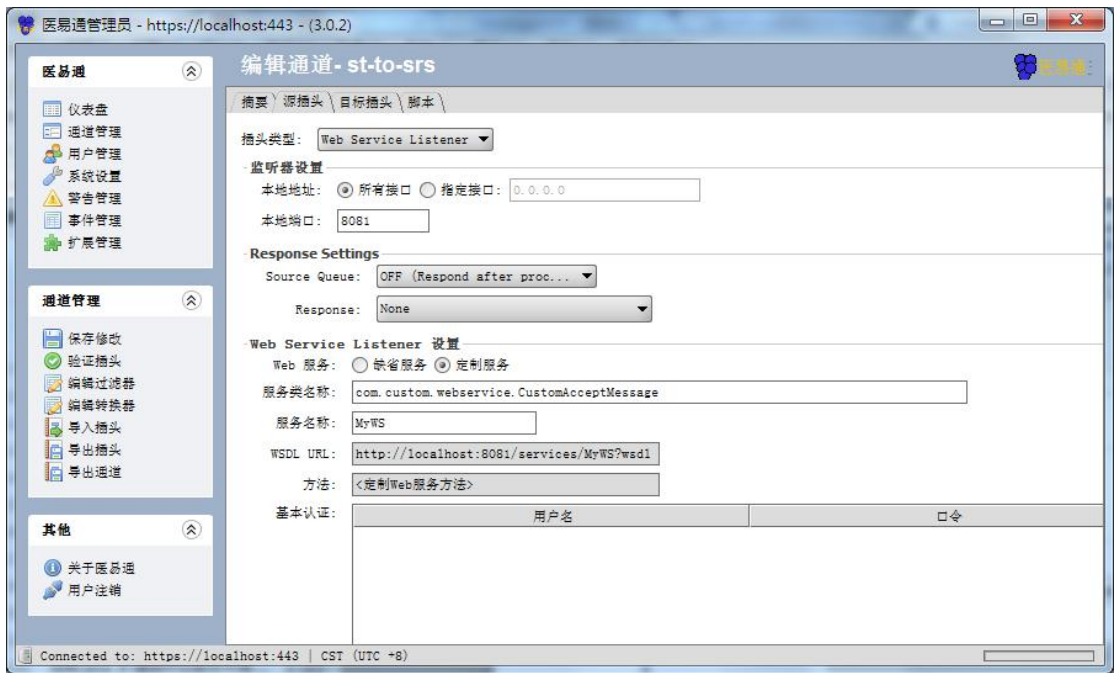 医易通管理员 - https://localhost:443 - (3.0.2)
医易通
仪表盘
通道管理
用户管理
系统设置
警告管理
事件管理
扩展管理
通道管理
保存修改
验证插头
编辑过滤器
编辑转换器
导入插头
导出插头
导出通道
其他
关于医易通
用户注销
编辑通道- st-to-srs
摘要 源插头 目标插头 脚本
插头类型: Web Service Listener
监听器设置
本地地址: 所有接口 指定接口: 0.0.0.0
本地端口: 8081
Response Settings
Source Queue: OFF (Respond after proc...
Response: None
Web Service Listener 设置
Web 服务: 缺省服务 定制服务
服务类名称: com.custom.webservice.CustomAcceptMessage
服务名称: MyWS
WSDL URL: http://localhost:8081/services/MyWS?wsdl
方法: <定制Web服务方法>
基本认证: 用户名 口令
Connected to: https://localhost:443 | CST (UTC +8)